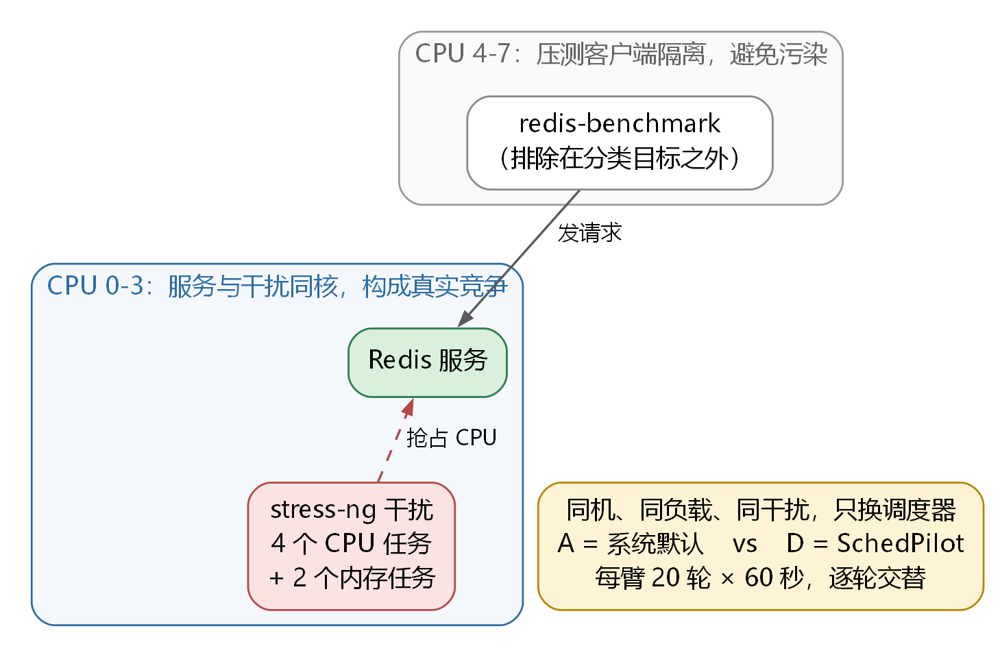 CPU 4-7：压测客户端隔离，避免污染
redis-benchmark
（排除在分类目标之外）
发请求
CPU 0-3：服务与干扰同核，构成真实竞争
Redis 服务
抢占 CPU
stress-ng 干扰
4 个 CPU 任务
+ 2 个内存任务
同机、同负载、同干扰，只换调度器
A = 系统默认 vs D = SchedPilot
每臂 20 轮 × 60 秒，逐轮交替